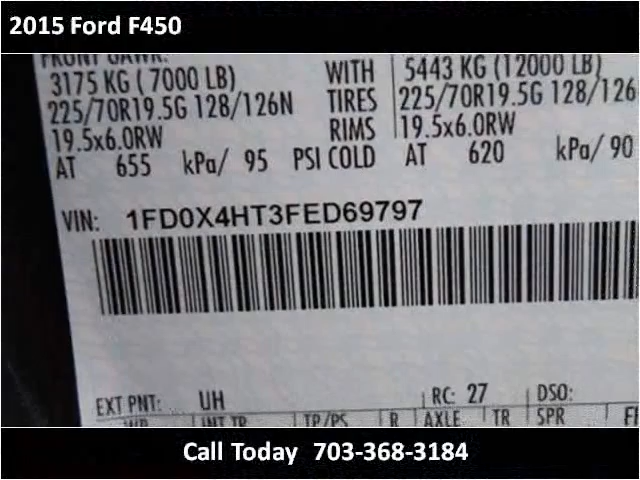 2015 Ford F450
FRONT GAWR:
3175 KG ( 7000 LB) WITH 5443 KG (12000 LB)
225/70R19.5G 128/126N TIRES 225/70R19.5G 128/126
19.5x6.0RW RIMS 19.5x6.0RW
AT 655 kPa/ 95 PSI COLD AT 620 kPa/ 90
VIN: 1FD0X4HT3FED69797
EXT PNT: UH RC: 27 DSO:
WB INT TR TP/PS R AXLE TR SPR
Call Today 703-368-3184